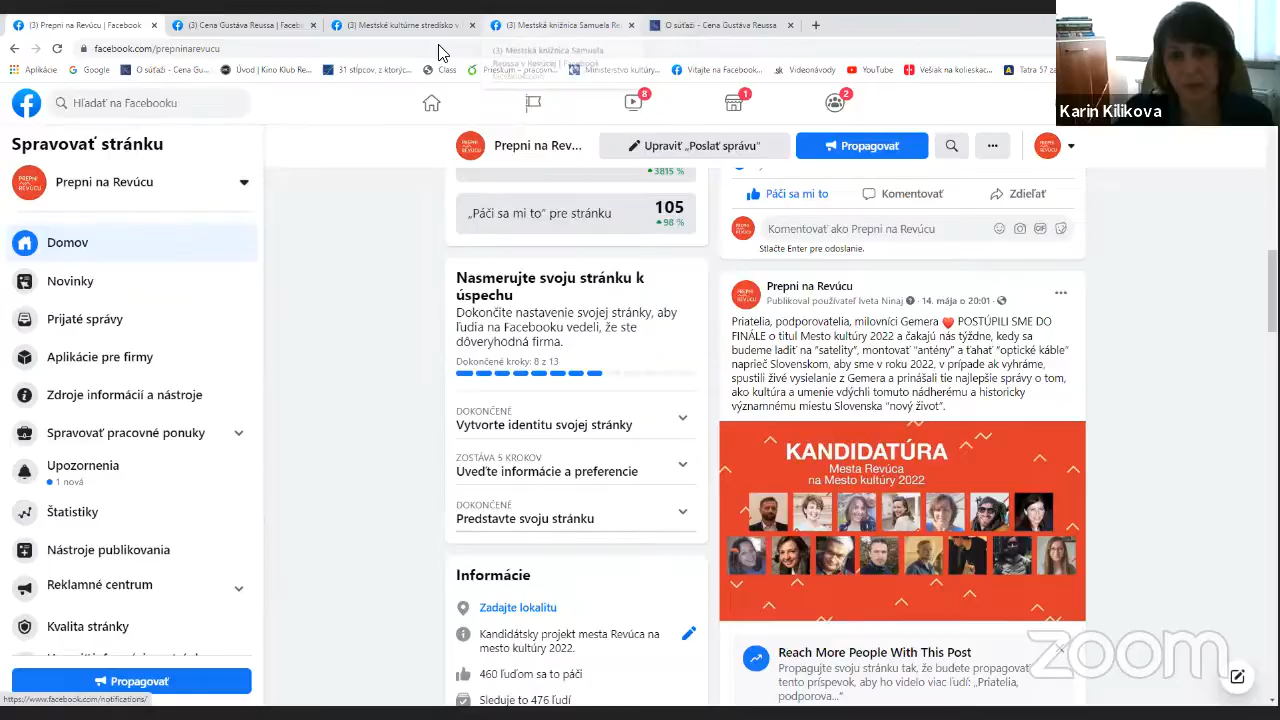 (3) Prepni na Revúcu | Facebook
(3) Cena Gustáva Reussa | Facebo
(3) Mestské kultúrne stredisko v
(3) Mestská knižnica Samuela Re
O súťaži - Cena Gustáva Reussa
facebook.com/prepninarevucu
(3) Mestská knižnica Samuela
Reussa v Revúcej | Facebook
Aplikácie
Google
O súťaži - Cena Gu...
Úvod | Kino Klub Re...
31 otcov, z ktorýc...
Class
Prieskum - pracovn...
Ministerstvo kultúry...
Vitajte na Facebook...
Videonávody
YouTube
Vešiak na kolieskac...
Tatra 57 za
Karin Kilikova
Hľadať na Facebooku
8
1
2
Spravovať stránku
Prepni na Revúcu
Prepni na Rev...
Upraviť „Poslať správu“
Propagovať
Domov
Novinky
Prijaté správy
Aplikácie pre firmy
Zdroje informácií a nástroje
Spravovať pracovné ponuky
Upozornenia
1 nová
Štatistiky
Nástroje publikovania
Reklamné centrum
Kvalita stránky
Propagovať
https://www.facebook.com/notifications/
3815 %
„Páči sa mi to“ pre stránku
105
98 %
Nasmerujte svoju stránku k
úspechu
Dokončite nastavenie svojej stránky, aby
ľudia na Facebooku vedeli, že ste
dôveryhodná firma.
Dokončené kroky: 8 z 13
DOKONČENÉ
Vytvorte identitu svojej stránky
ZOSTÁVA 5 KROKOV
Uveďte informácie a preferencie
DOKONČENÉ
Predstavte svoju stránku
Informácie
Zadajte lokalitu
Kandidátsky projekt mesta Revúca na
mesto kultúry 2022.
460 ľuďom sa to páči
Sleduje to 476 ľudí
Páči sa mi to
Komentovať
Zdieľať
Komentovať ako Prepni na Revúcu
Stlačte Enter pre odoslanie.
Prepni na Revúcu
Publikoval používateľ Iveta Ninaj · 14. mája o 20:01 ·
Priatelia, podporovatelia, milovníci Gemera ❤️ POSTÚPILI SME DO
FINÁLE o titul Mesto kultúry 2022 a čakajú nás týždne, kedy sa
budeme ladiť na “satelity”, montovať “antény” a ťahať “optické káble”
naprieč Slovenskom, aby sme v roku 2022, v prípade ak vyhráme,
spustili živé vysielanie z Gemera a prinášali tie najlepšie správy o tom,
ako kultúra a umenie vdýchli tomuto nádhernému a historicky
významnému miestu Slovenska “nový život”.
KANDIDATÚRA
Mesta Revúca
na Mesto kultúry 2022
Reach More People With This Post
Propagujte svoju stránku tak, že budete propagovať
tento príspevok, aby ho videlo viac ľudí: „Priatelia,
podporova...“
zoom